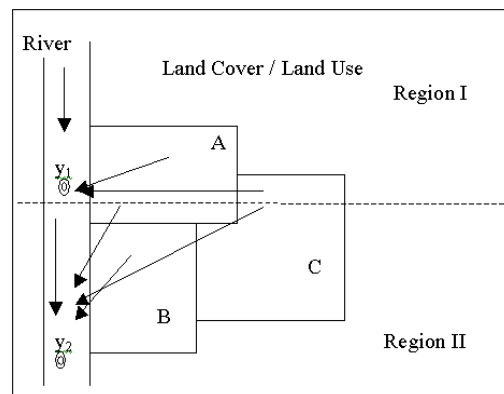 River
Land Cover / Land Use
Region I
A
y1
C
B
Region II
y2